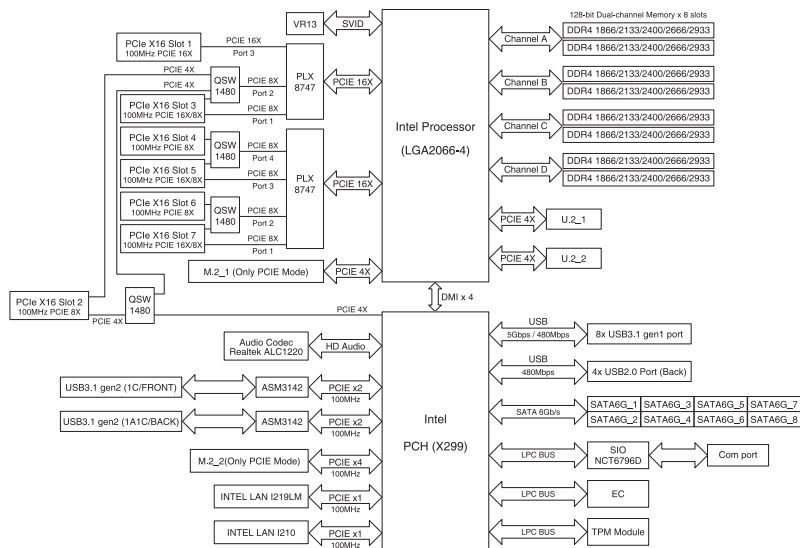 128-bit Dual-channel Memory x 8 slots
VR13
SVID
PCIe X16 Slot 1
100MHz PCIE 16X
PCIE 16X
Port 3
PCIE 4X
PCIE 4X
QSW
1480
PCIE 8X
Port 2
PLX
8747
PCIE 16X
PCIe X16 Slot 3
100MHz PCIE 16X/8X
PCIE 8X
Port 1
PCIe X16 Slot 4
100MHz PCIE 8X
QSW
1480
PCIE 8X
Port 4
PCIe X16 Slot 5
100MHz PCIE 16X/8X
PCIE 8X
Port 3
PLX
8747
PCIE 16X
PCIe X16 Slot 6
100MHz PCIE 8X
QSW
1480
PCIE 8X
Port 2
PCIe X16 Slot 7
100MHz PCIE 16X/8X
PCIE 8X
Port 1
M.2_1 (Only PCIE Mode)
PCIE 4X
Intel Processor
(LGA2066-4)
Channel A
DDR4 1866/2133/2400/2666/2933
DDR4 1866/2133/2400/2666/2933
Channel B
DDR4 1866/2133/2400/2666/2933
DDR4 1866/2133/2400/2666/2933
Channel C
DDR4 1866/2133/2400/2666/2933
DDR4 1866/2133/2400/2666/2933
Channel D
DDR4 1866/2133/2400/2666/2933
DDR4 1866/2133/2400/2666/2933
PCIE 4X
U.2_1
PCIE 4X
U.2_2
DMI x 4
PCIe X16 Slot 2
100MHz PCIE 8X
PCIE 4X
QSW
1480
PCIE 4X
Audio Codec
Realtek ALC1220
HD Audio
USB3.1 gen2 (1C/FRONT)
ASM3142
PCIE x2
100MHz
USB3.1 gen2 (1A1C/BACK)
ASM3142
PCIE x2
100MHz
M.2_2(Only PCIE Mode)
PCIE x4
100MHz
INTEL LAN I219LM
PCIE x1
100MHz
INTEL LAN I210
PCIE x1
100MHz
Intel
PCH (X299)
USB
5Gbps / 480Mbps
8x USB3.1 gen1 port
USB
480Mbps
4x USB2.0 Port (Back)
SATA 6Gb/s
SATA6G_1 SATA6G_3 SATA6G_5 SATA6G_7
SATA6G_2 SATA6G_4 SATA6G_6 SATA6G_8
LPC BUS
SIO
NCT6796D
Com port
LPC BUS
EC
LPC BUS
TPM Module